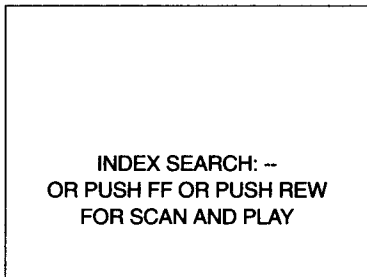 INDEX SEARCH: --
OR PUSH FF OR PUSH REW
FOR SCAN AND PLAY